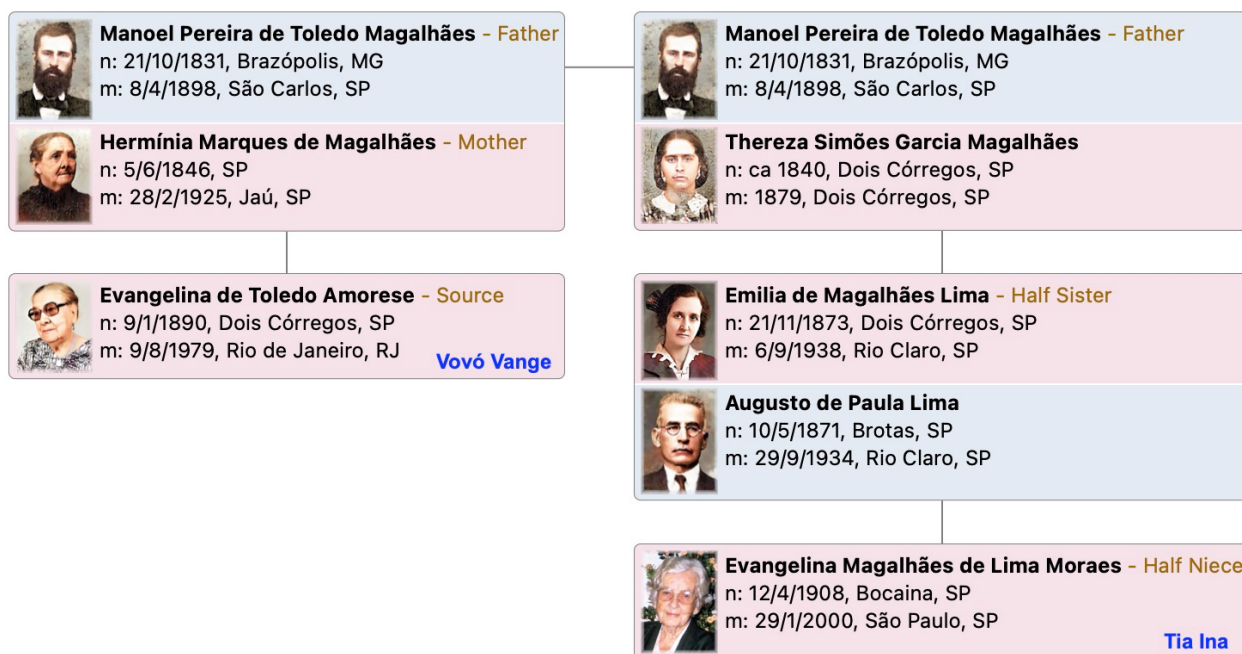 Manoel Pereira de Toledo Magalhães - Father
n: 21/10/1831, Brazópolis, MG
m: 8/4/1898, São Carlos, SP
Hermínia Marques de Magalhães - Mother
n: 5/6/1846, SP
m: 28/2/1925, Jaú, SP
Evangelina de Toledo Amorese - Source
n: 9/1/1890, Dois Córregos, SP
m: 9/8/1979, Rio de Janeiro, RJ
Vovó Vange
Manoel Pereira de Toledo Magalhães - Father
n: 21/10/1831, Brazópolis, MG
m: 8/4/1898, São Carlos, SP
Thereza Simões Garcia Magalhães
n: ca 1840, Dois Córregos, SP
m: 1879, Dois Córregos, SP
Emilia de Magalhães Lima - Half Sister
n: 21/11/1873, Dois Córregos, SP
m: 6/9/1938, Rio Claro, SP
Augusto de Paula Lima
n: 10/5/1871, Brotas, SP
m: 29/9/1934, Rio Claro, SP
Evangelina Magalhães de Lima Moraes - Half Niece
n: 12/4/1908, Bocaina, SP
m: 29/1/2000, São Paulo, SP
Tia Ina